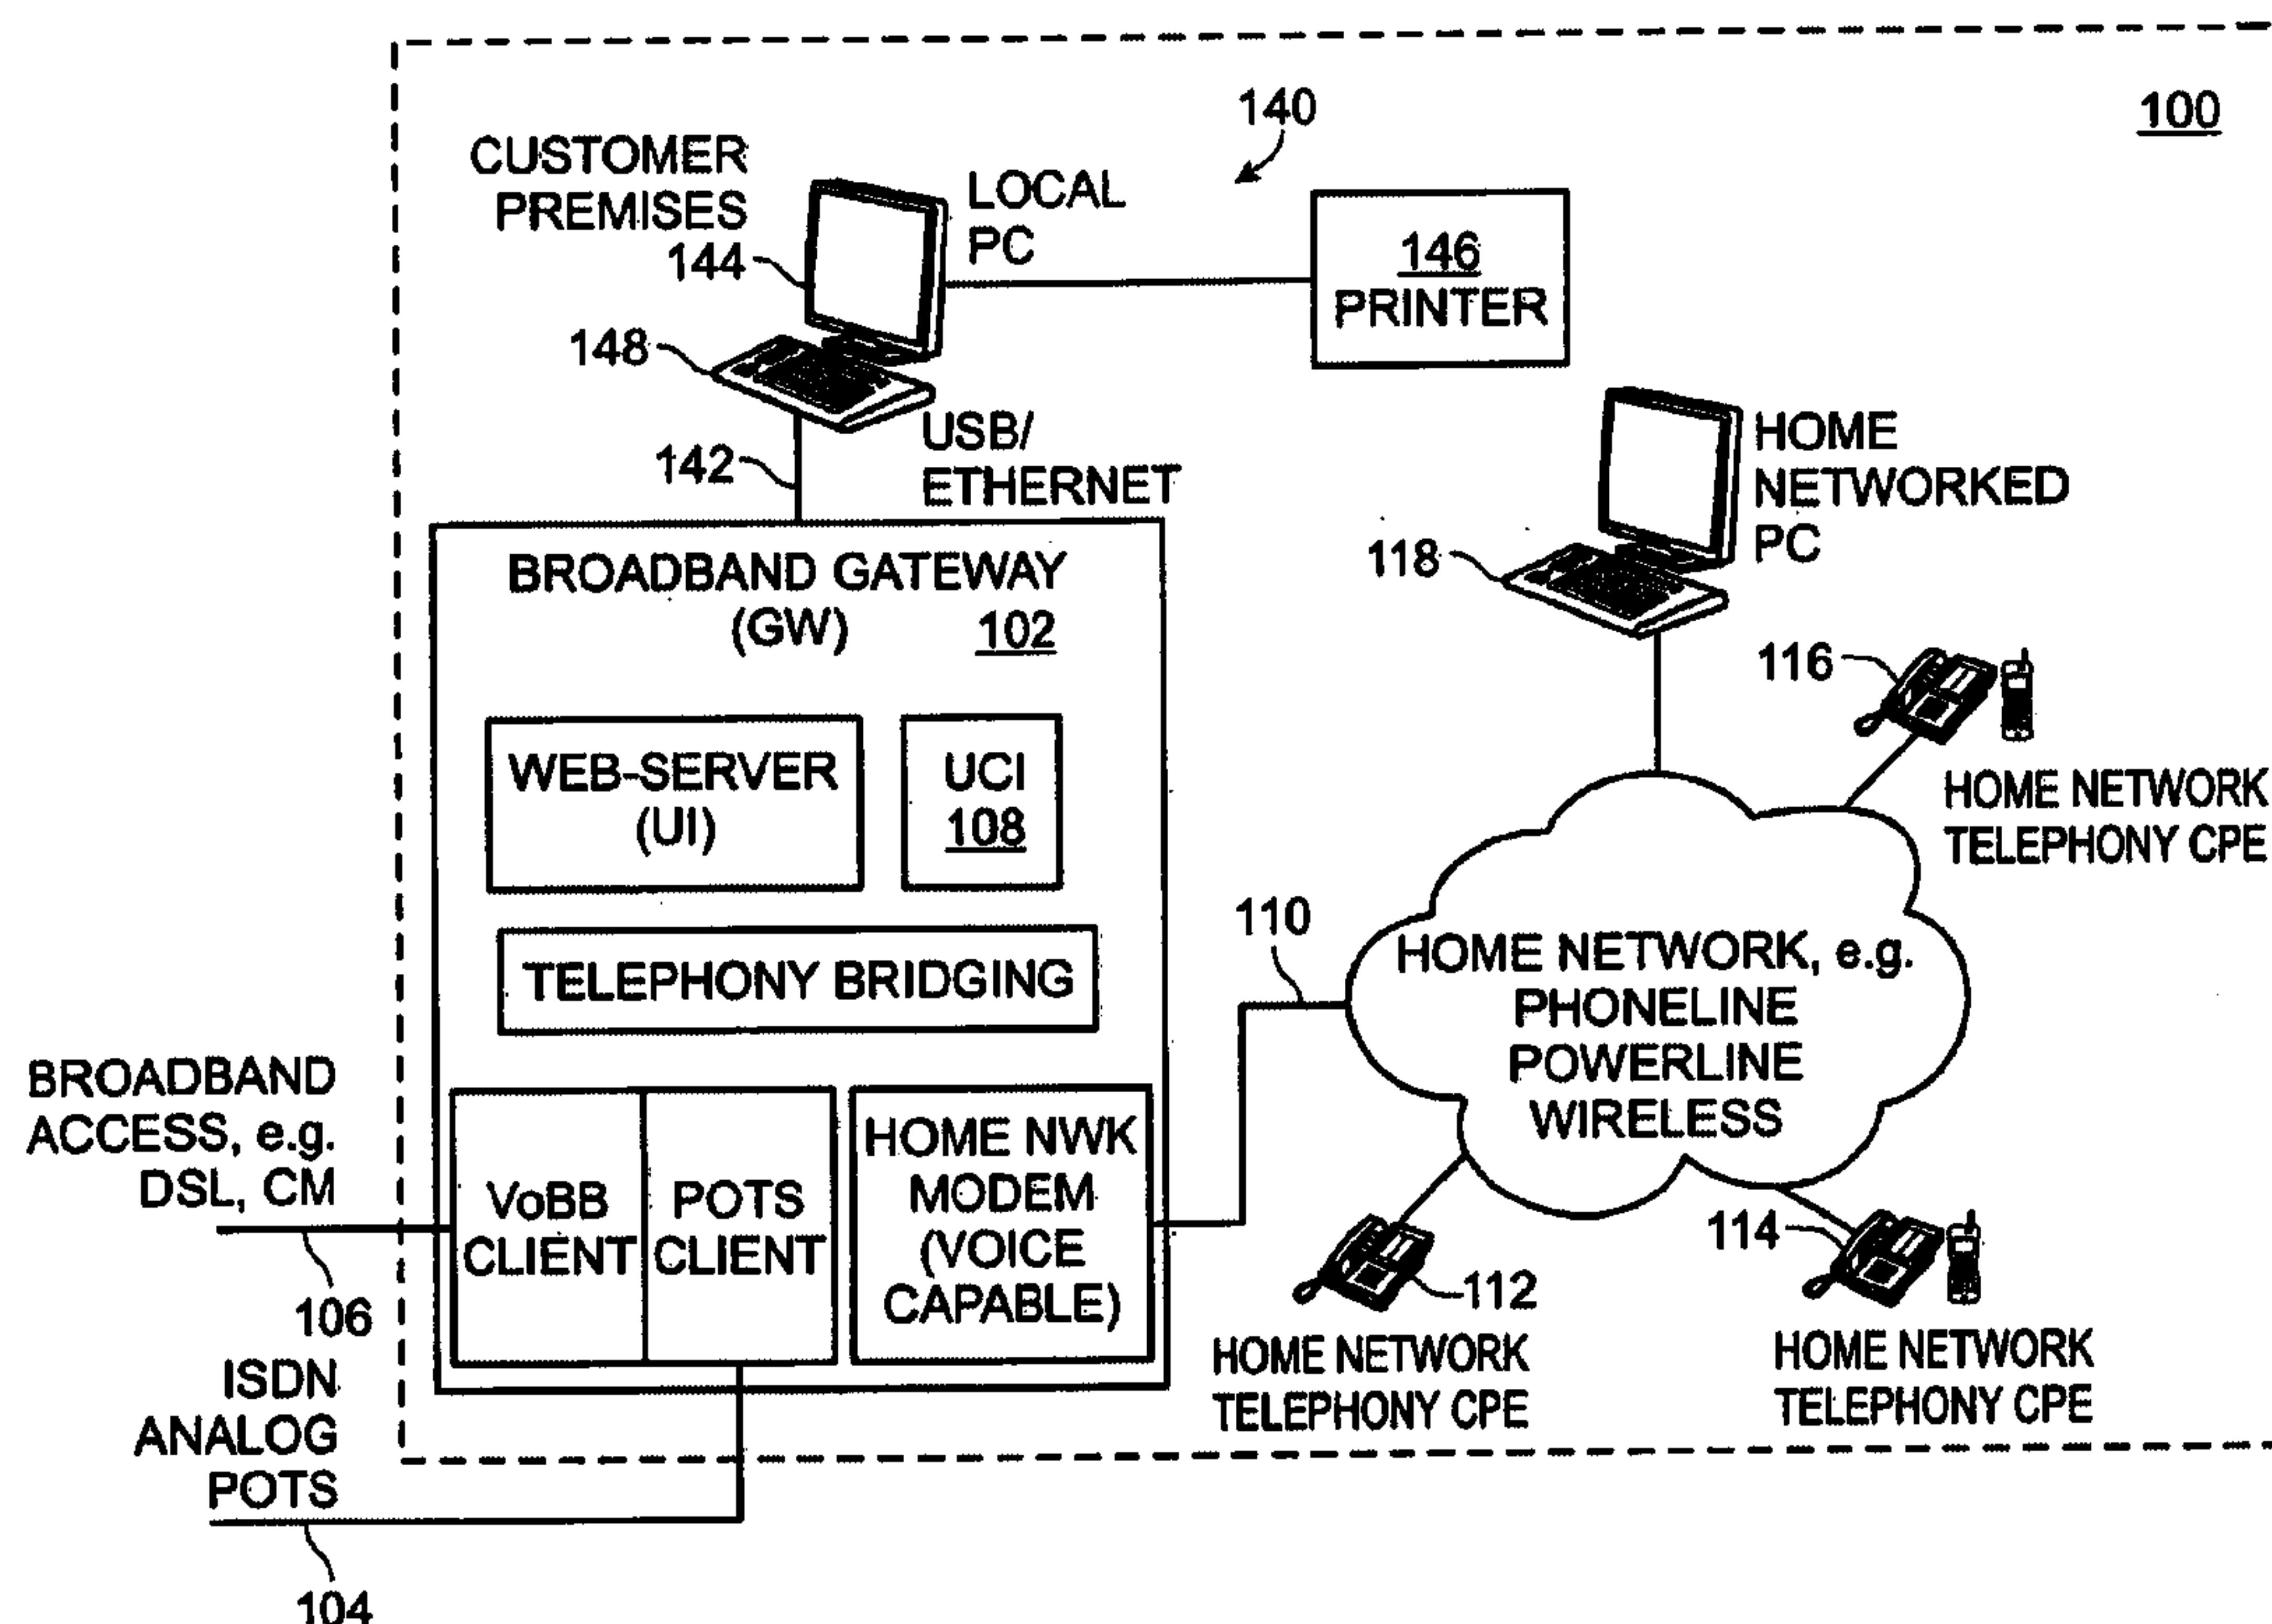 100
140
CUSTOMER
PREMISES
144
LOCAL
PC
146
PRINTER
148
142
USB/
ETHERNET
HOME
NETWORKED
PC
118
BROADBAND GATEWAY
(GW) 102
116
HOME NETWORK
TELEPHONY CPE
WEB-SERVER
(UI)
UCI
108
110
TELEPHONY BRIDGING
HOME NETWORK, e.g.
PHONELINE
POWERLINE
WIRELESS
BROADBAND
ACCESS, e.g.
DSL, CM
106
VoBB
CLIENT
POTS
CLIENT
HOME NWK
MODEM
(VOICE
CAPABLE)
112
HOME NETWORK
TELEPHONY CPE
114
HOME NETWORK
TELEPHONY CPE
ISDN
ANALOG
POTS
104